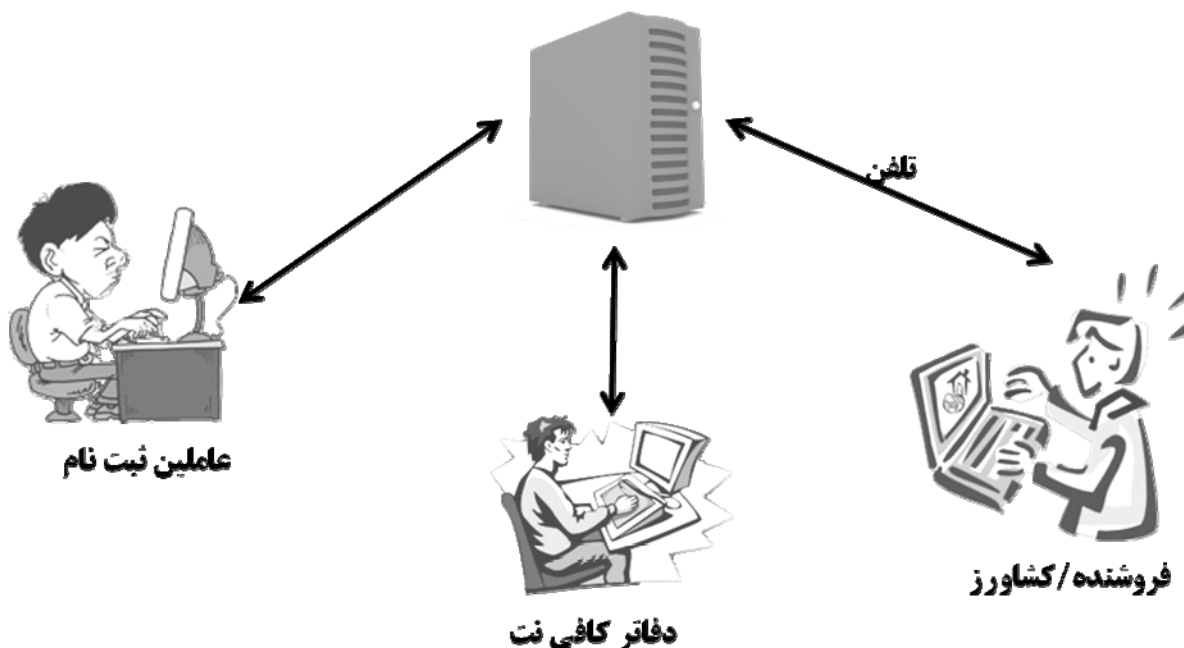 تلفن
عاملین ثبت نام
فروشنده/کشاورز
دفاتر کافی نت